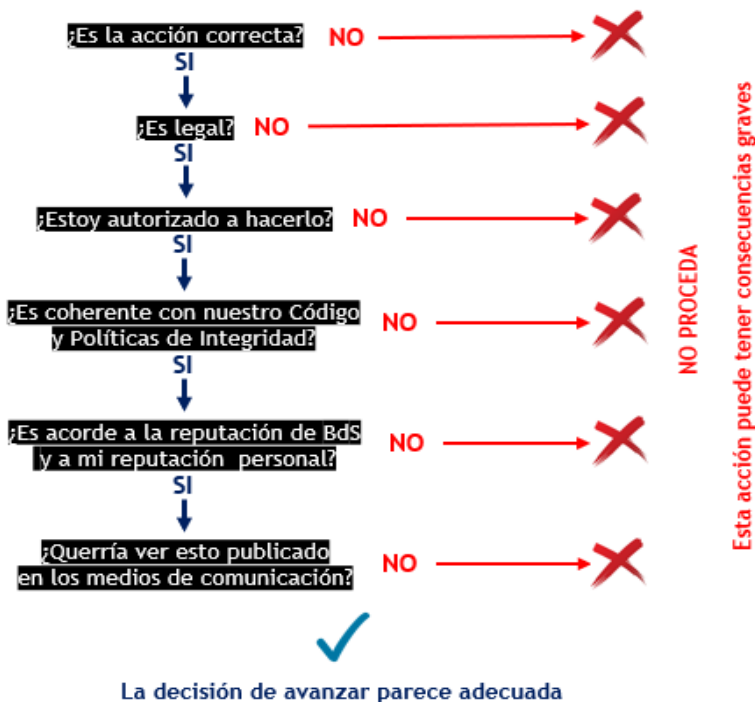 ¿Es la acción correcta? NO
SI
¿Es legal? NO
SI
¿Estoy autorizado a hacerlo? NO
SI
¿Es coherente con nuestro Código
y Políticas de Integridad?
NO
SI
¿Es acorde a la reputación de BdS
y a mi reputación personal?
NO
SI
¿Querría ver esto publicado
en los medios de comunicación?
NO
La decisión de avanzar parece adecuada
NO PROCEDA
Esta acción puede tener consecuencias graves